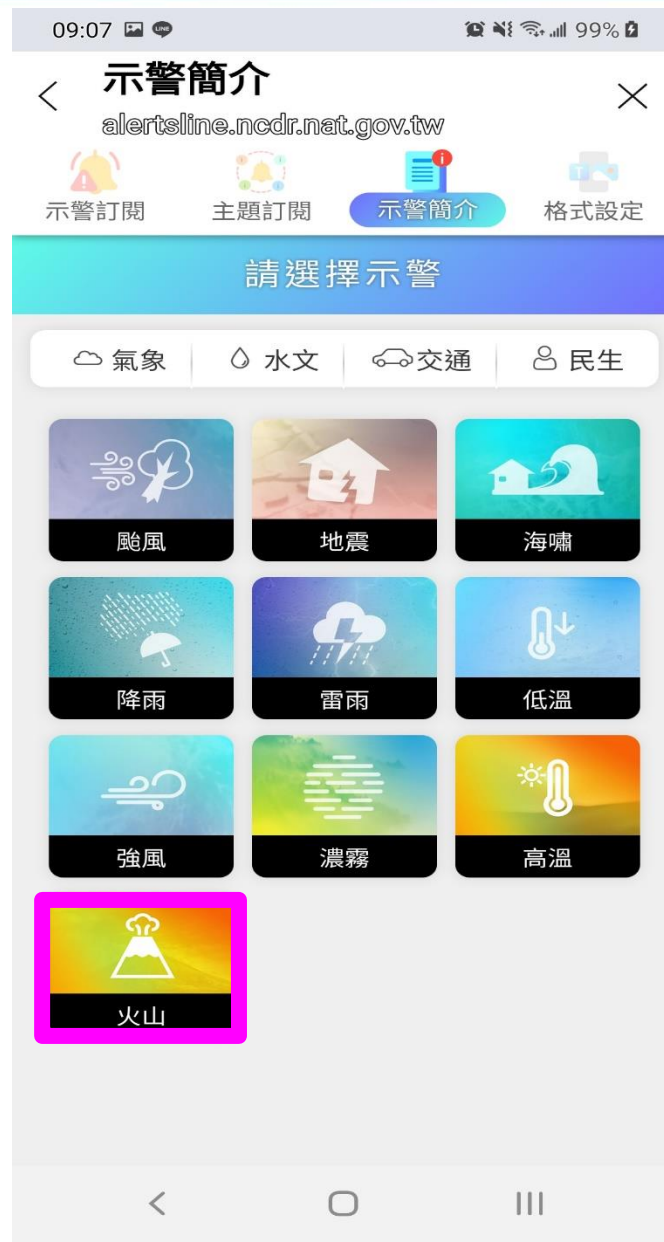 09:07 LINE 99%
示警簡介
alertsline.ncdr.nat.gov.tw
示警訂閱 主題訂閱 示警簡介 格式設定
請選擇示警
氣象 水文 交通 民生
颱風 地震 海嘯
降雨 雷雨 低溫
強風 濃霧 高溫
火山